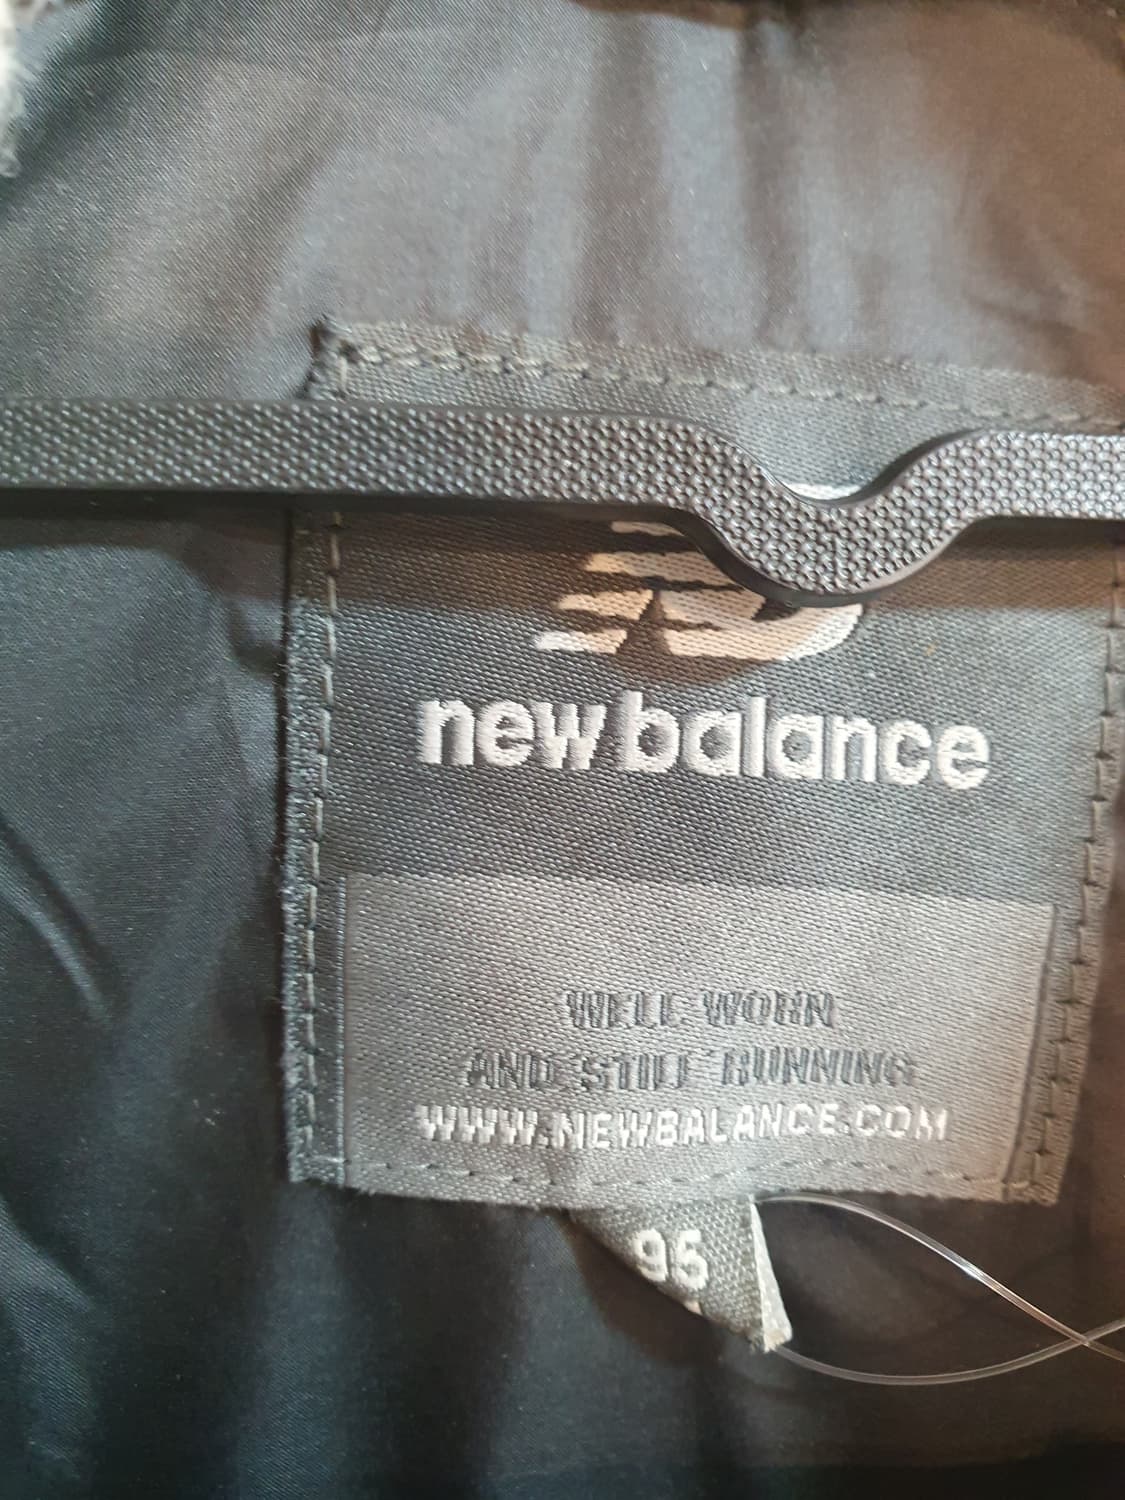 new balance
WELL WORN
AND STILL RUNNING
WWW.NEWBALANCE.COM
95